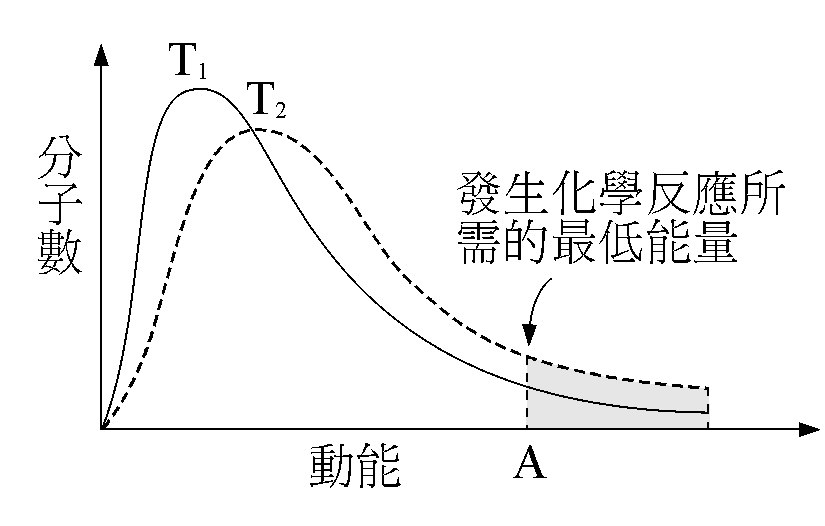 T₁
T₂
分子數
發生化學反應所
需的最低能量
動能
A